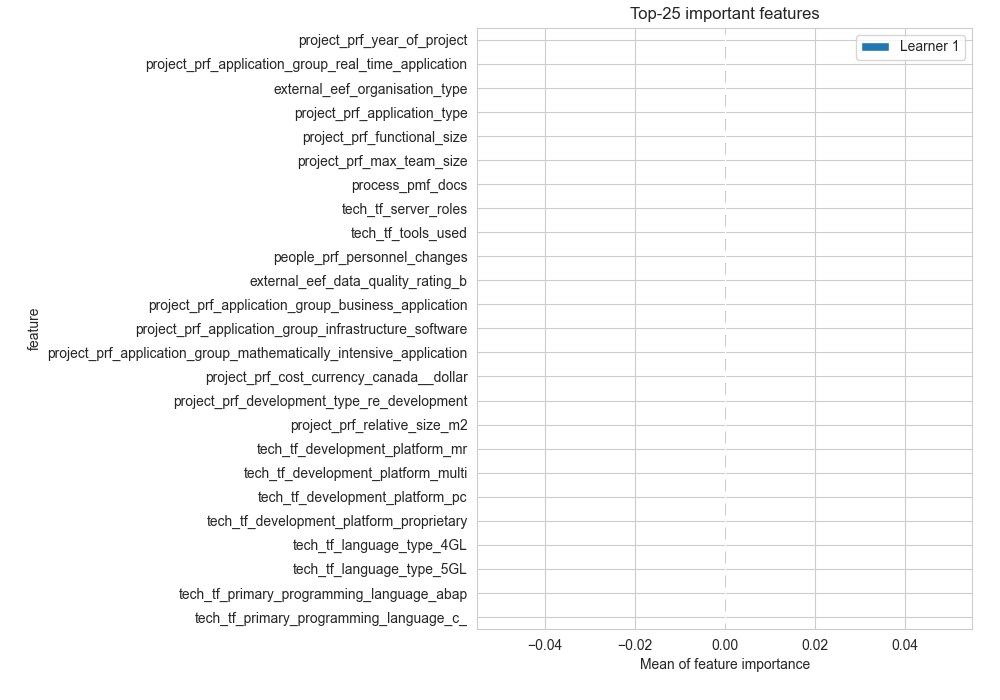 Top-25 important features
Learner 1
project_prf_year_of_project
project_prf_application_group_real_time_application
external_eef_organisation_type
project_prf_application_type
project_prf_functional_size
project_prf_max_team_size
process_pmf_docs
tech_tf_server_roles
tech_tf_tools_used
people_prf_personnel_changes
external_eef_data_quality_rating_b
project_prf_application_group_business_application
project_prf_application_group_infrastructure_software
project_prf_application_group_mathematically_intensive_application
project_prf_cost_currency_canada__dollar
project_prf_development_type_re_development
project_prf_relative_size_m2
tech_tf_development_platform_mr
tech_tf_development_platform_multi
tech_tf_development_platform_pc
tech_tf_development_platform_proprietary
tech_tf_language_type_4GL
tech_tf_language_type_5GL
tech_tf_primary_programming_language_abap
tech_tf_primary_programming_language_c_
feature
−0.04 −0.02 0.00 0.02 0.04
Mean of feature importance